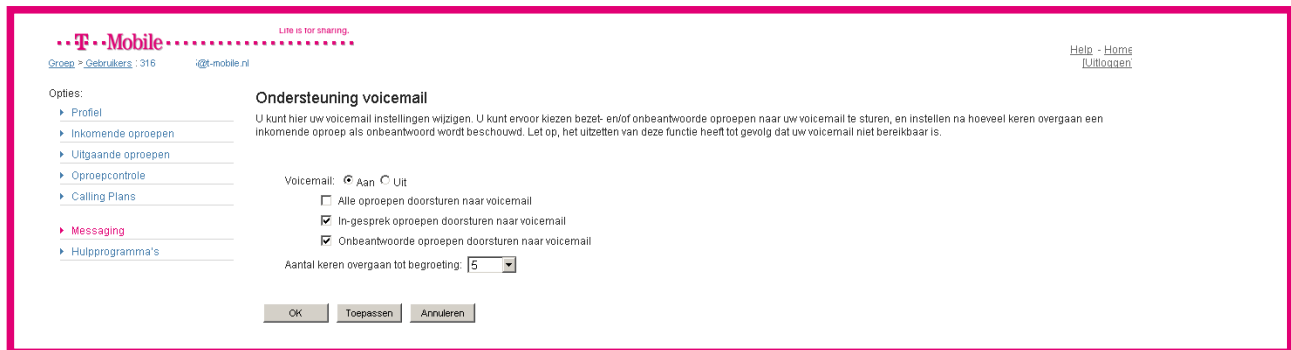 Life is for sharing.
T Mobile
Help - Home
Groep > Gebruikers : 316 @t-mobile.nl
[Uitloggen]
Opties:
Profiel
Inkomende oproepen
Uitgaande oproepen
Oproepcontrole
Calling Plans
Messaging
Hulpprogramma's
Ondersteuning voicemail
U kunt hier uw voicemail instellingen wijzigen. U kunt ervoor kiezen bezet- en/of onbeantwoorde oproepen naar uw voicemail te sturen, en instellen na hoeveel keren overgaan een
inkomende oproep als onbeantwoord wordt beschouwd. Let op, het uitzetten van deze functie heeft tot gevolg dat uw voicemail niet bereikbaar is.
Voicemail: Aan Uit
Alle oproepen doorsturen naar voicemail
In-gesprek oproepen doorsturen naar voicemail
Onbeantwoorde oproepen doorsturen naar voicemail
Aantal keren overgaan tot begroeting: 5
OK Toepassen Annuleren